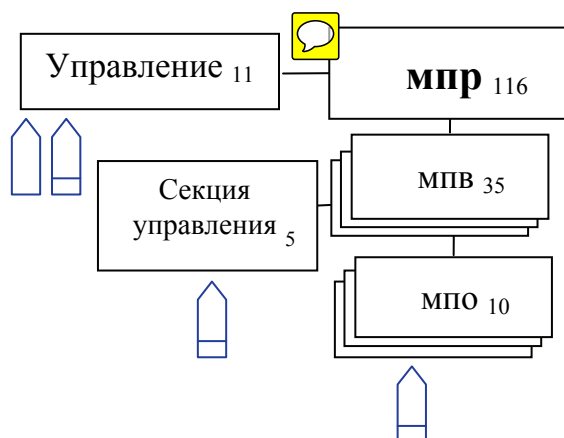 Управление 11
мпр 116
Секция
управления 5
мпв 35
мпо 10